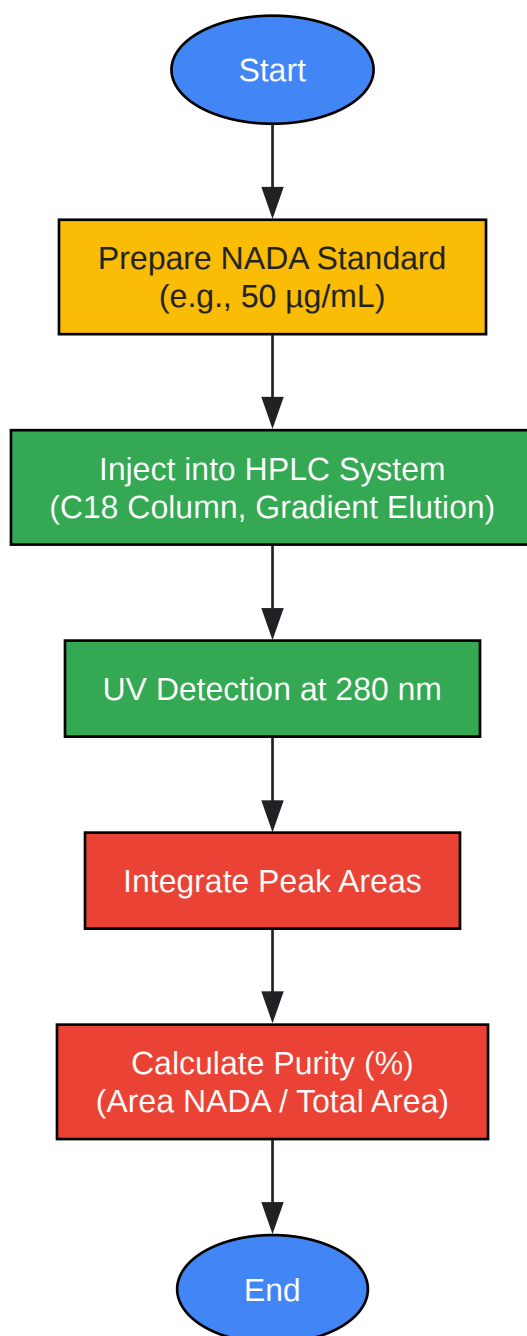 Start
Prepare NADA Standard
(e.g., 50 µg/mL)
Inject into HPLC System
(C18 Column, Gradient Elution)
UV Detection at 280 nm
Integrate Peak Areas
Calculate Purity (%)
(Area NADA / Total Area)
End